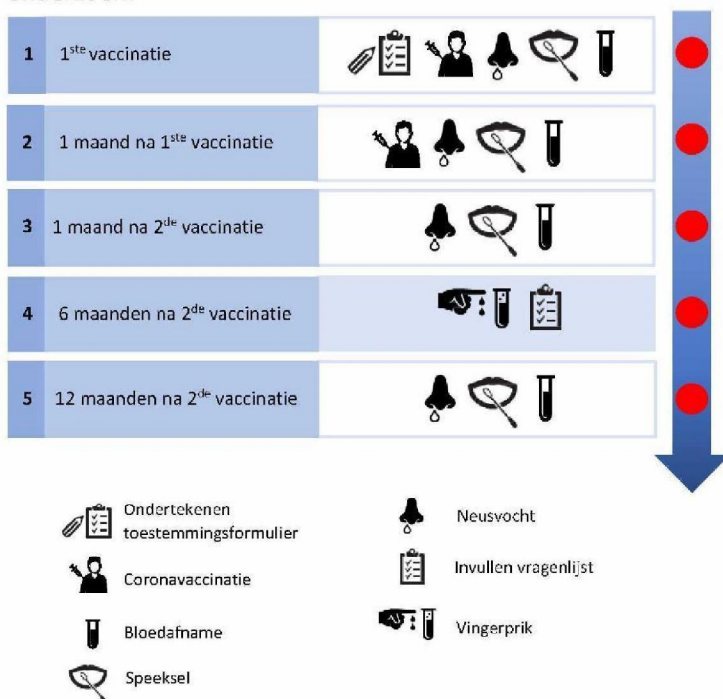 1 1ste vaccinatie
2 1 maand na 1ste vaccinatie
3 1 maand na 2de vaccinatie
4 6 maanden na 2de vaccinatie
5 12 maanden na 2de vaccinatie
Ondertekenen
toestemmingsformulier
Coronavaccinatie
Bloedafname
Speeksel
Neusvocht
Invullen vragenlijst
Vingerprik